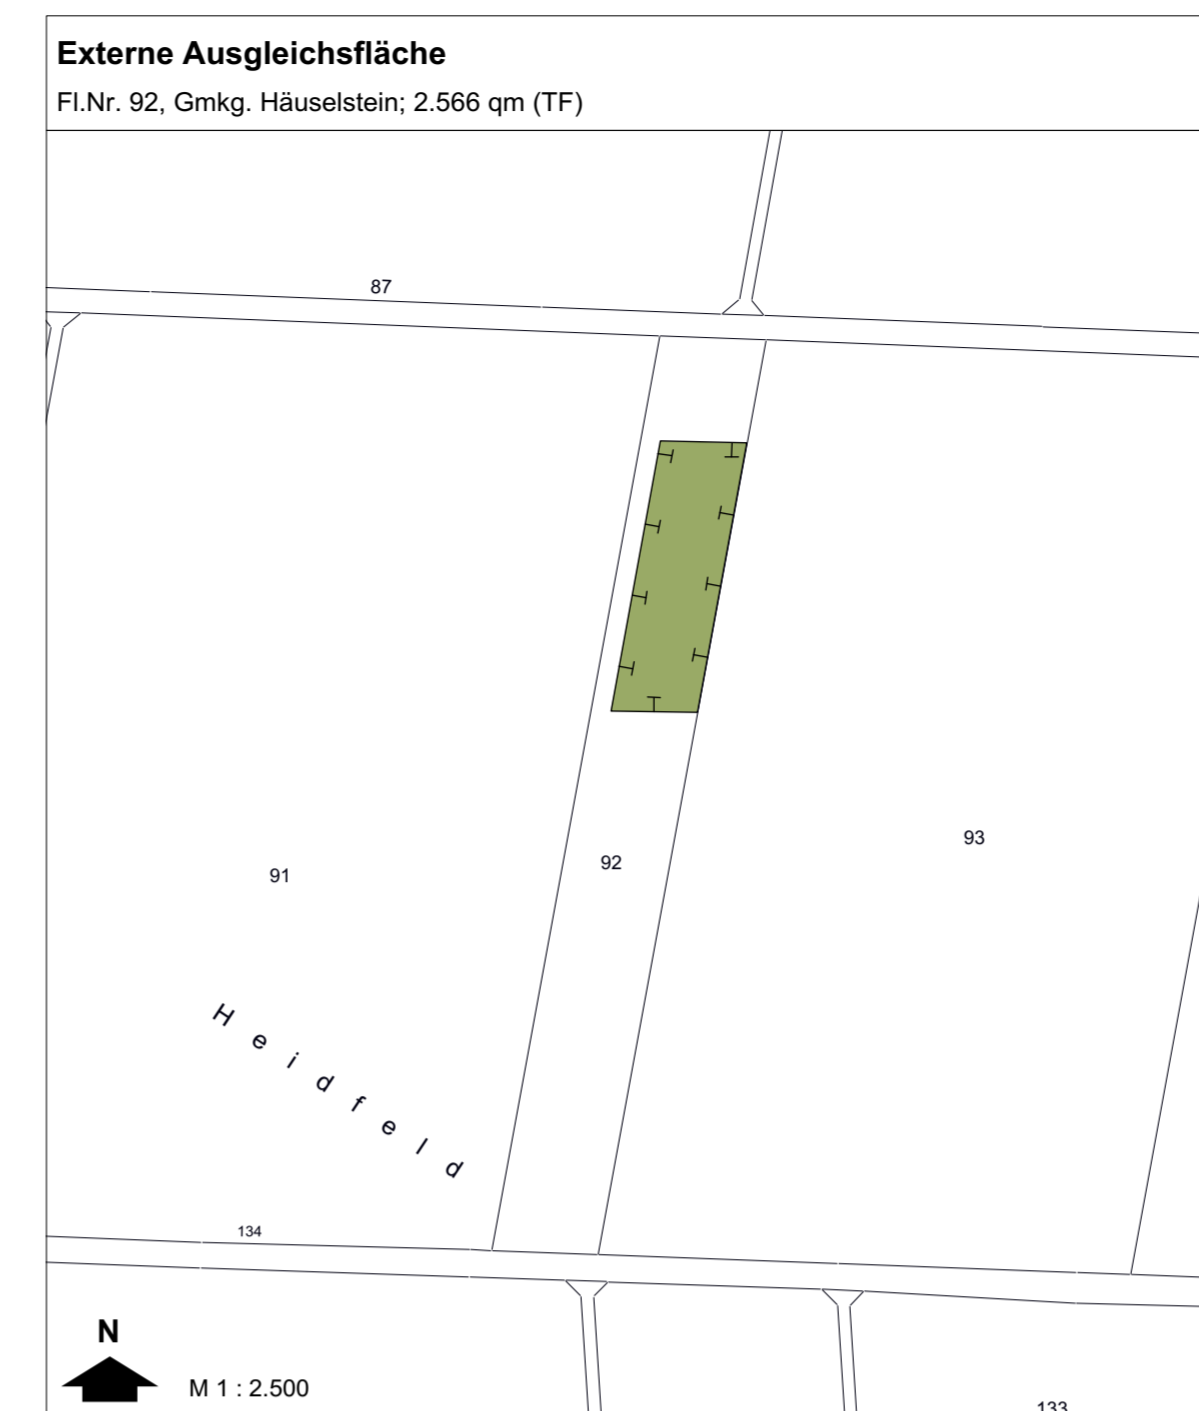 Externe Ausgleichsfläche
Fl.Nr. 92, Gmkg. Häuselstein; 2.566 qm (TF)
87
93
92
91
Heidfeld
134
N
M 1 : 2.500
133